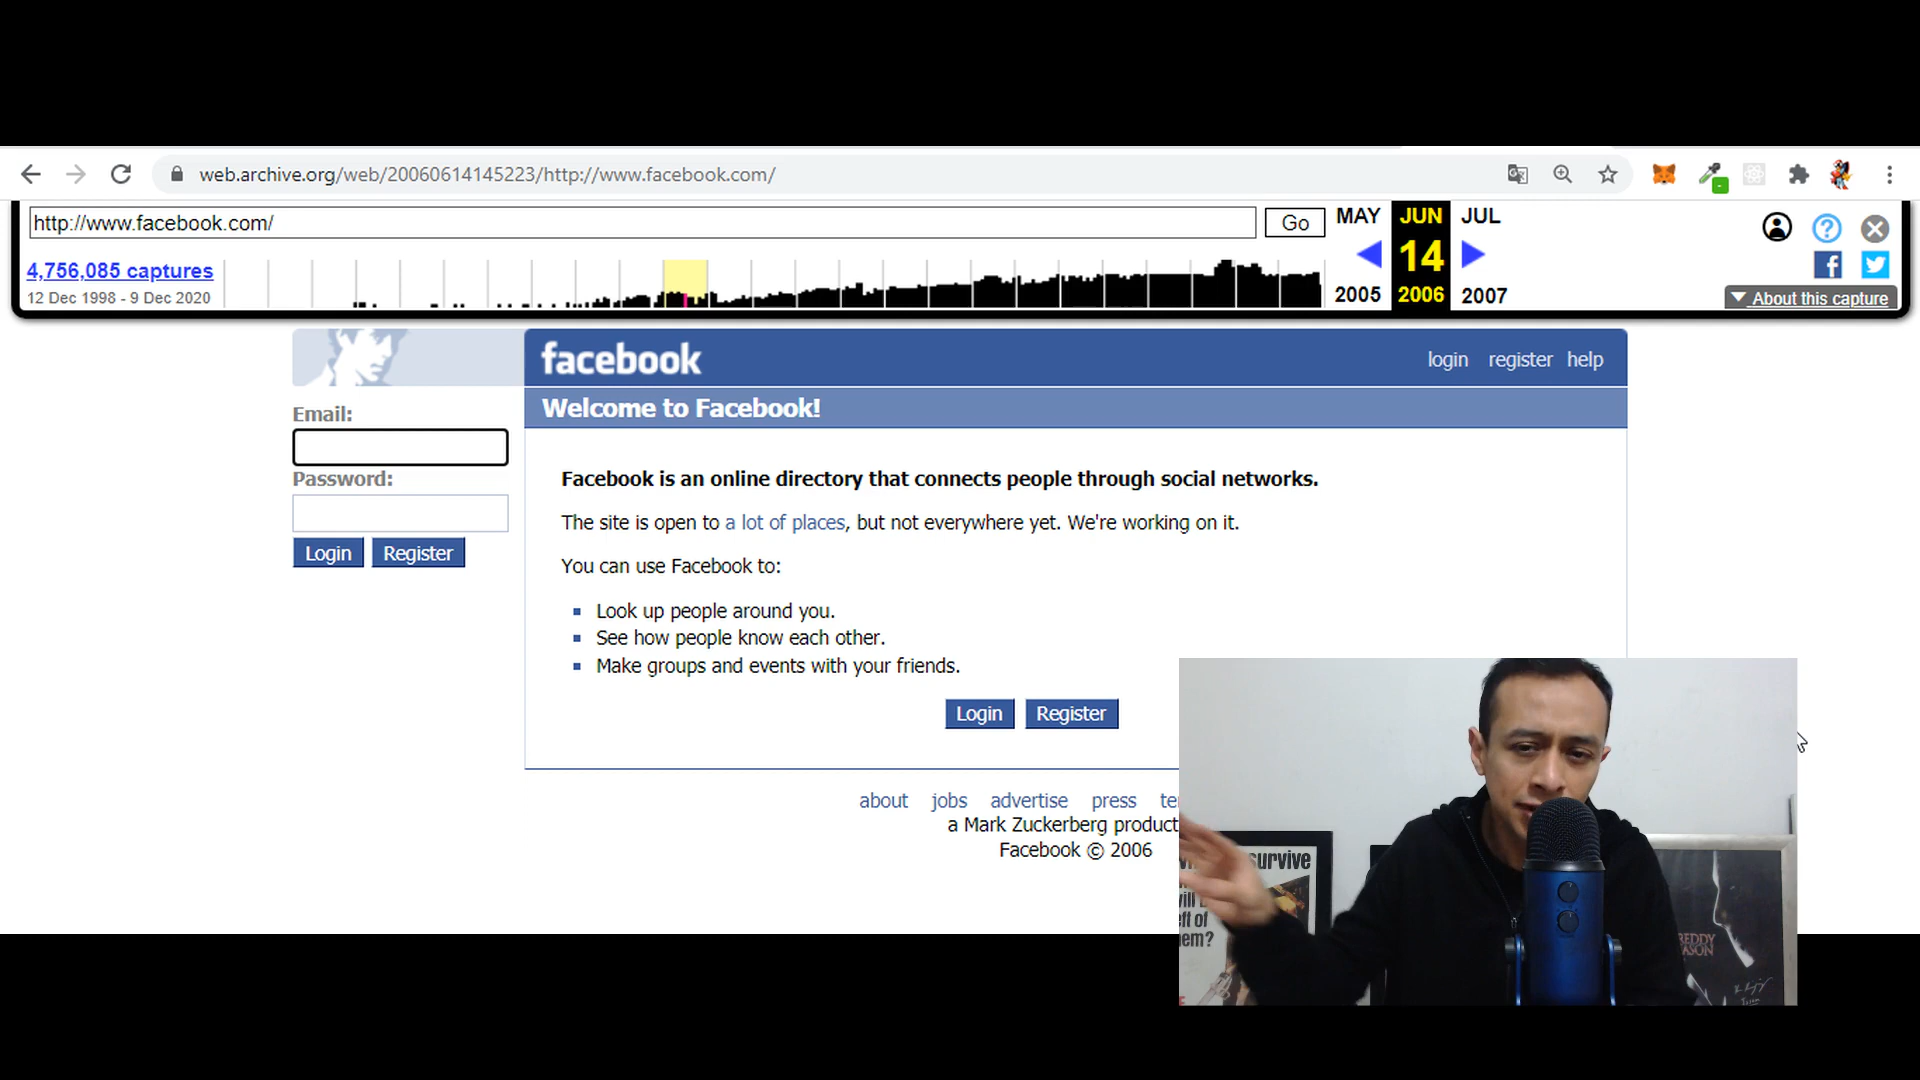 web.archive.org/web/20060614145223/http://www.facebook.com/
http://www.facebook.com/
Go
MAY
JUN
JUL
14
4,756,085 captures
12 Dec 1998 - 9 Dec 2020
2005
2006
2007
About this capture
facebook
login register help
Welcome to Facebook!
Email:
Password:
Login Register
Facebook is an online directory that connects people through social networks.
The site is open to a lot of places, but not everywhere yet. We're working on it.
You can use Facebook to:
Look up people around you.
See how people know each other.
Make groups and events with your friends.
Login Register
about jobs advertise press
a Mark Zuckerberg product
Facebook © 2006
survive